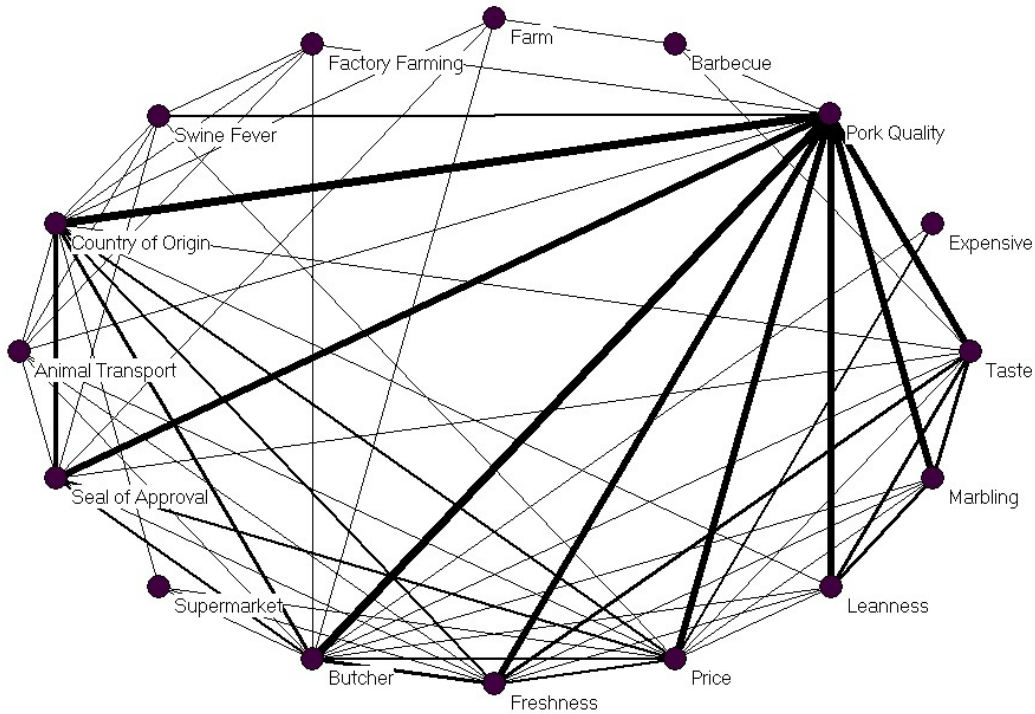 Farm
Factory Farming
Barbecue
Swine Fever
Pork Quality
Country of Origin
Expensive
Animal Transport
Taste
Seal of Approval
Marbling
Supermarket
Leanness
Butcher
Price
Freshness